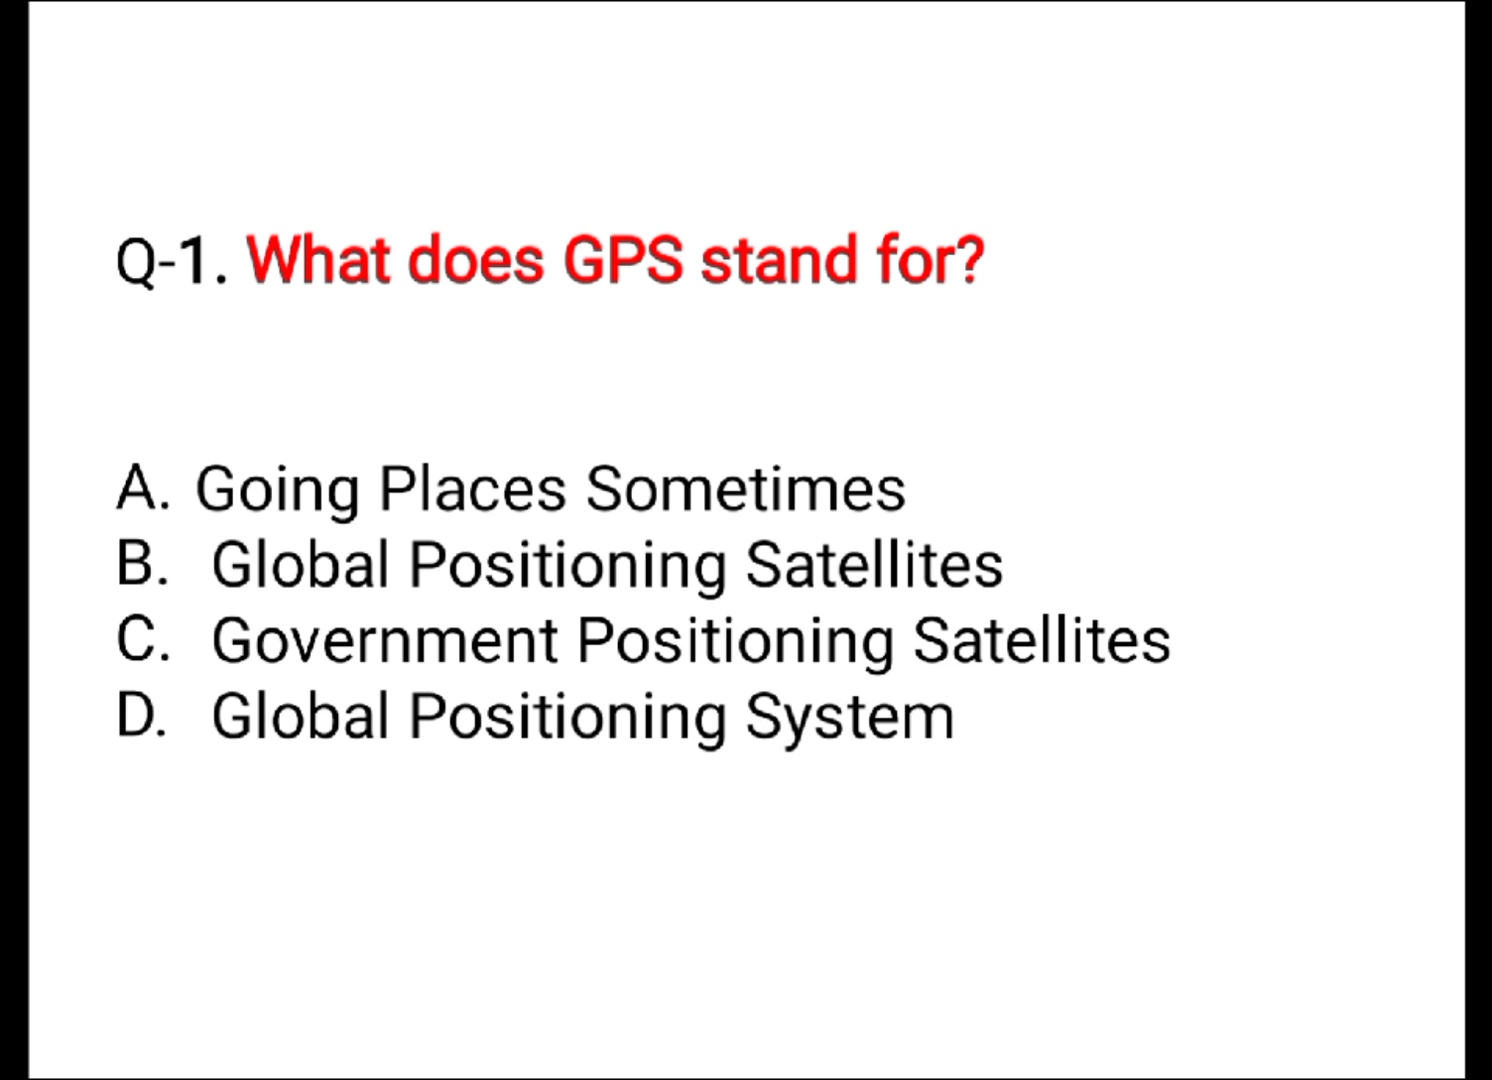 Q-1. What does GPS stand for?
A. Going Places Sometimes
B. Global Positioning Satellites
C. Government Positioning Satellites
D. Global Positioning System